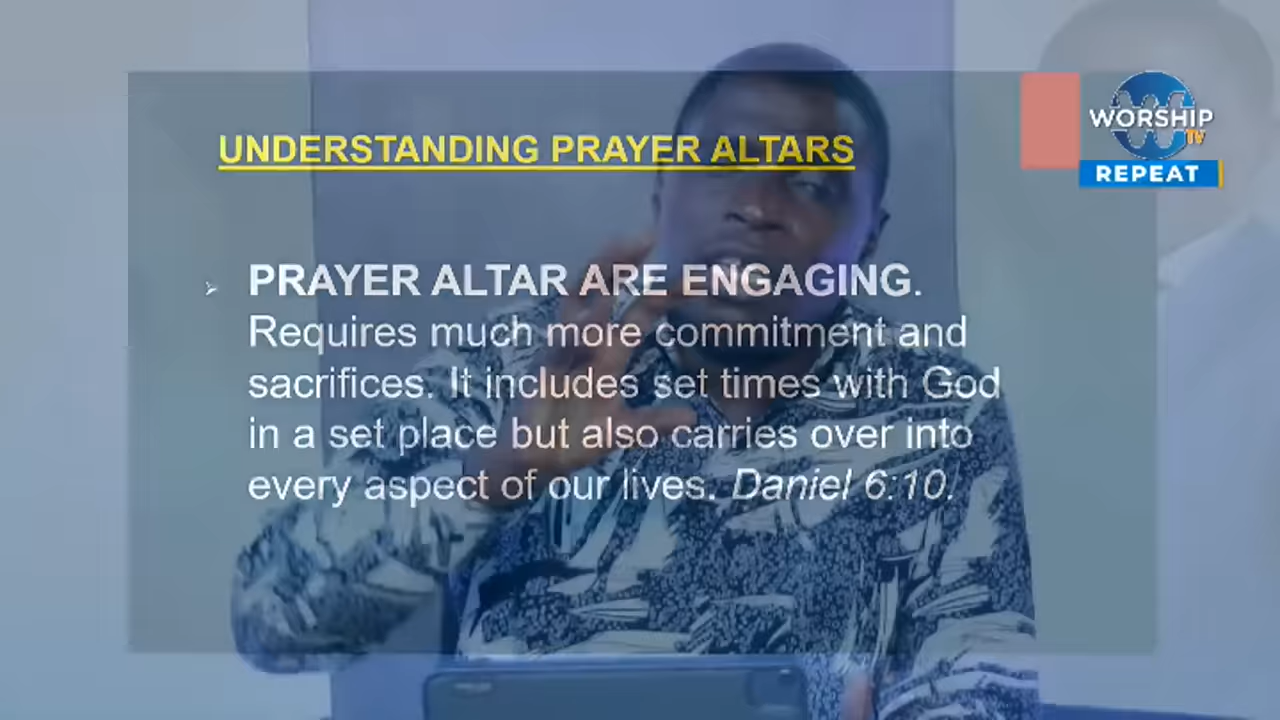 UNDERSTANDING PRAYER ALTARS
WORSHIP
TV
REPEAT
PRAYER ALTAR ARE ENGAGING.
Requires much more commitment and
sacrifices. It includes set times with God
in a set place but also carries over into
every aspect of our lives. Daniel 6:10.